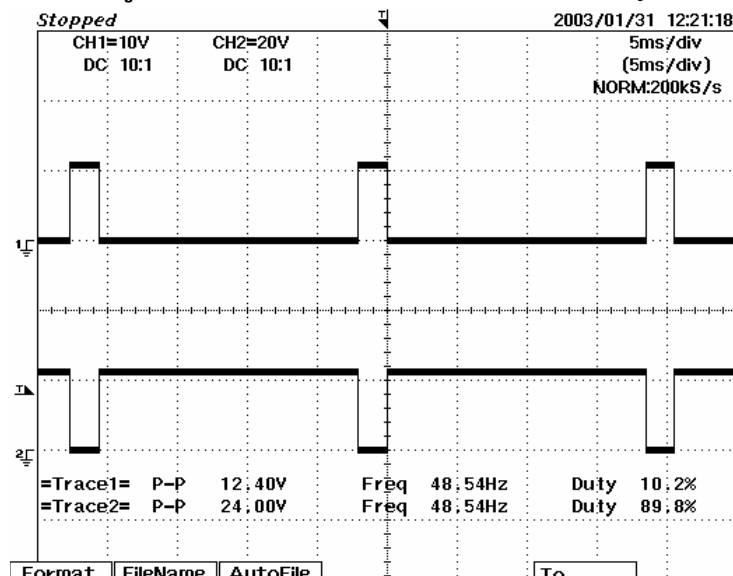 Stopped 2003/01/31 12:21:18
CH1=10V CH2=20V 5ms/div
DC 10:1 DC 10:1 (5ms/div)
NORM:200kS/s
T
1
T
2
=Trace1= P-P 12.40V Freq 48.54Hz Duty 10.2%
=Trace2= P-P 24.00V Freq 48.54Hz Duty 89.8%
Format FileName AutoFile To